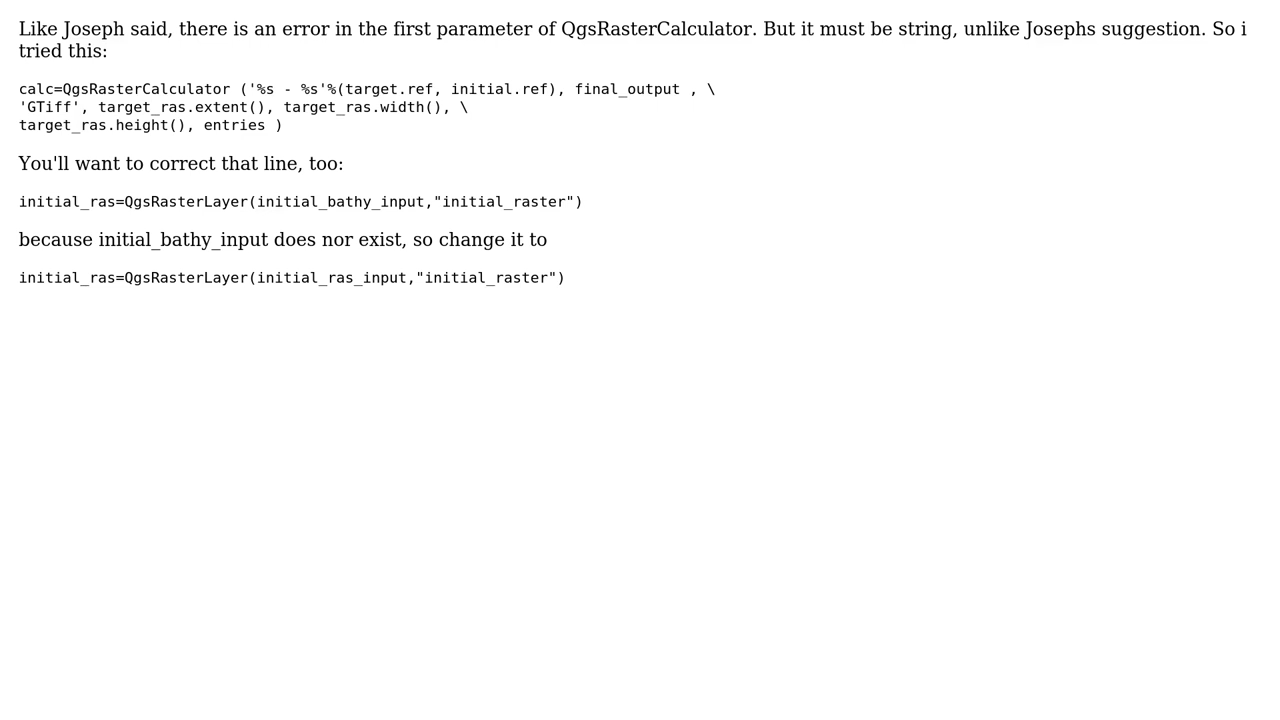 Like Joseph said, there is an error in the first parameter of QgsRasterCalculator. But it must be string, unlike Josephs suggestion. So i
tried this:
calc=QgsRasterCalculator ('%s - %s'%(target.ref, initial.ref), final_output , \
'GTiff', target_ras.extent(), target_ras.width(), \
target_ras.height(), entries )
You'll want to correct that line, too:
initial_ras=QgsRasterLayer(initial_bathy_input,"initial_raster")
because initial_bathy_input does nor exist, so change it to
initial_ras=QgsRasterLayer(initial_ras_input,"initial_raster")